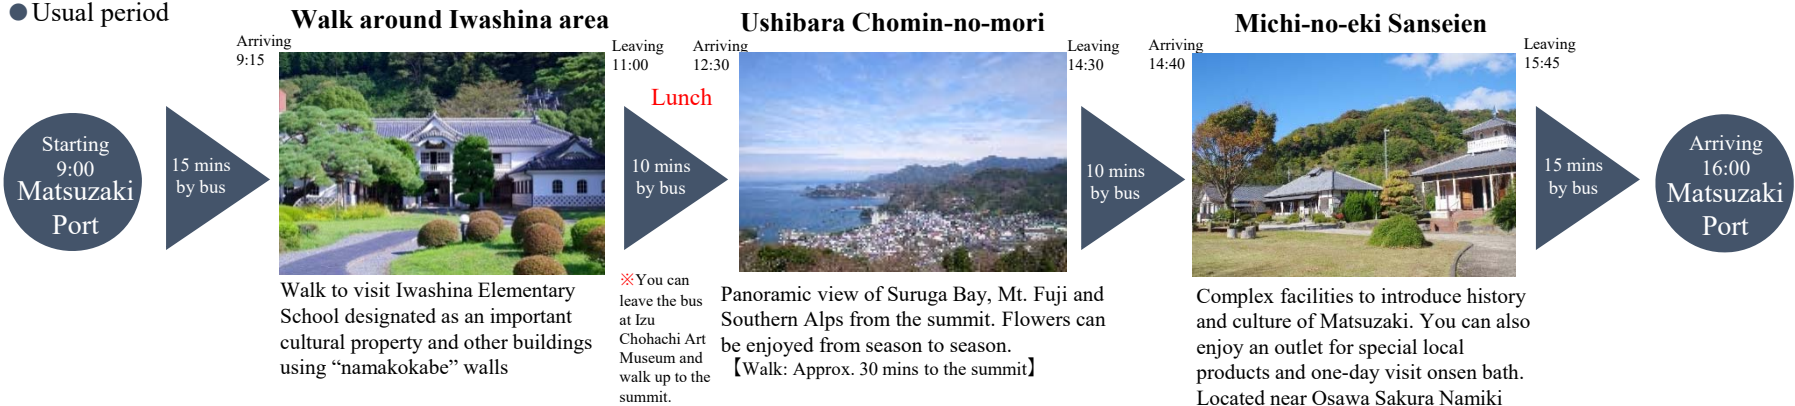 ●Usual period
Starting
9:00
Matsuzaki
Port
15 mins
by bus
Walk around Iwashina area
Arriving
9:15
Leaving
11:00
Walk to visit Iwashina Elementary
School designated as an important
cultural property and other buildings
using “namakokabe” walls
Lunch
10 mins
by bus
※You can
leave the bus
at Izu
Chohachi Art
Museum and
walk up to the
summit.
Ushibara Chomin-no-mori
Arriving
12:30
Leaving
14:30
Panoramic view of Suruga Bay, Mt. Fuji and
Southern Alps from the summit. Flowers can
be enjoyed from season to season.
【Walk: Approx. 30 mins to the summit】
10 mins
by bus
Michi-no-eki Sanseien
Arriving
14:40
Leaving
15:45
Complex facilities to introduce history
and culture of Matsuzaki. You can also
enjoy an outlet for special local
products and one-day visit onsen bath.
Located near Osawa Sakura Namiki
15 mins
by bus
Arriving
16:00
Matsuzaki
Port